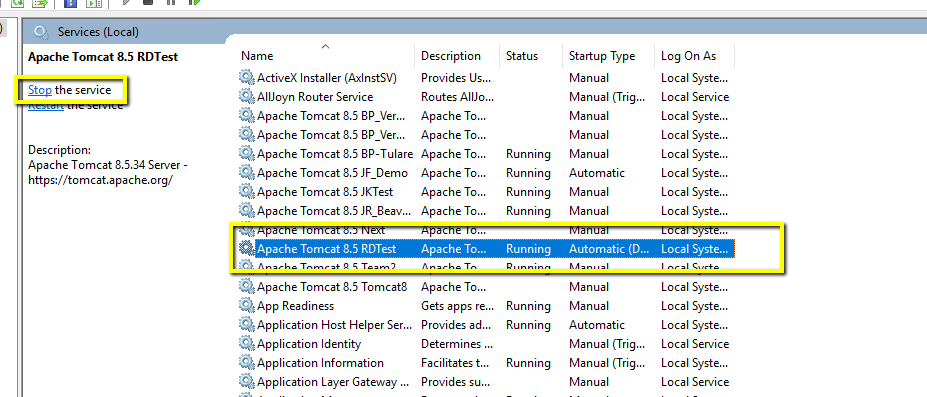 Services (Local)
Apache Tomcat 8.5 RDTest
Stop the service
Restart the service
Description:
Apache Tomcat 8.5.34 Server -
https://tomcat.apache.org/
Name Description Status Startup Type Log On As
ActiveX Installer (AxInstSV) Provides Us... Manual Local Syste...
AllJoyn Router Service Routes AllJo... Manual (Trig... Local Service
Apache Tomcat 8.5 BP_Ver... Apache To... Manual Local Syste...
Apache Tomcat 8.5 BP_Ver... Apache To... Manual Local Syste...
Apache Tomcat 8.5 BP-Tulare Apache To... Running Manual Local Syste...
Apache Tomcat 8.5 JF_Demo Apache To... Running Automatic Local Syste...
Apache Tomcat 8.5 JKTest Apache To... Manual Local Syste...
Apache Tomcat 8.5 JR_Beav... Apache To... Running Manual Local Syste...
Apache Tomcat 8.5 Next Apache To... Manual Local Syste...
Apache Tomcat 8.5 RDTest Apache To... Running Automatic (D... Local Syste...
Apache Tomcat 8.5 Team2 Apache To... Manual Local Syste...
Apache Tomcat 8.5 Tomcat8 Apache To... Manual Local Syste...
App Readiness Gets apps re... Running Manual Local Syste...
Application Host Helper Ser... Provides ad... Running Automatic Local Syste...
Application Identity Determines ... Manual (Trig... Local Service
Application Information Facilitates t... Running Manual (Trig... Local Syste...
Application Layer Gateway ... Provides su... Manual Local Service